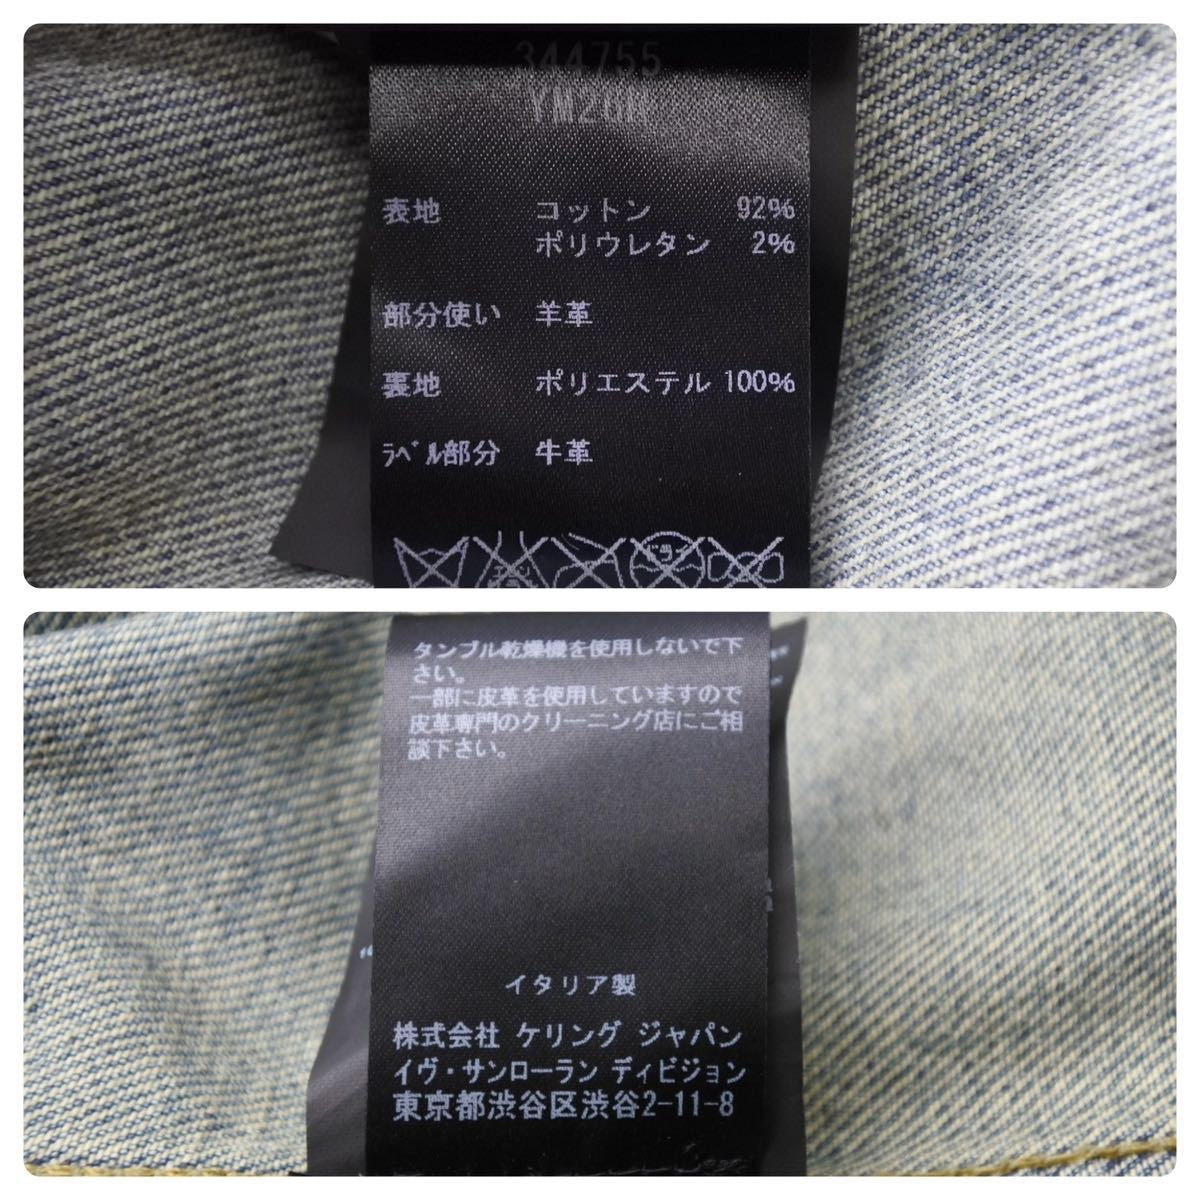 344755
表地 コットン 92%
ポリウレタン 2%
部分使い 羊革
裏地 ポリエステル 100%
ﾗﾍﾞﾙ部分 牛革
ドライ
タンブル乾燥機を使用しないで下
さい。
一部に皮革を使用していますので
皮革専門のクリーニング店にご相
談下さい。
イタリア製
株式会社 ケリング ジャパン
イヴ・サンローラン ディビジョン
東京都渋谷区渋谷2-11-8